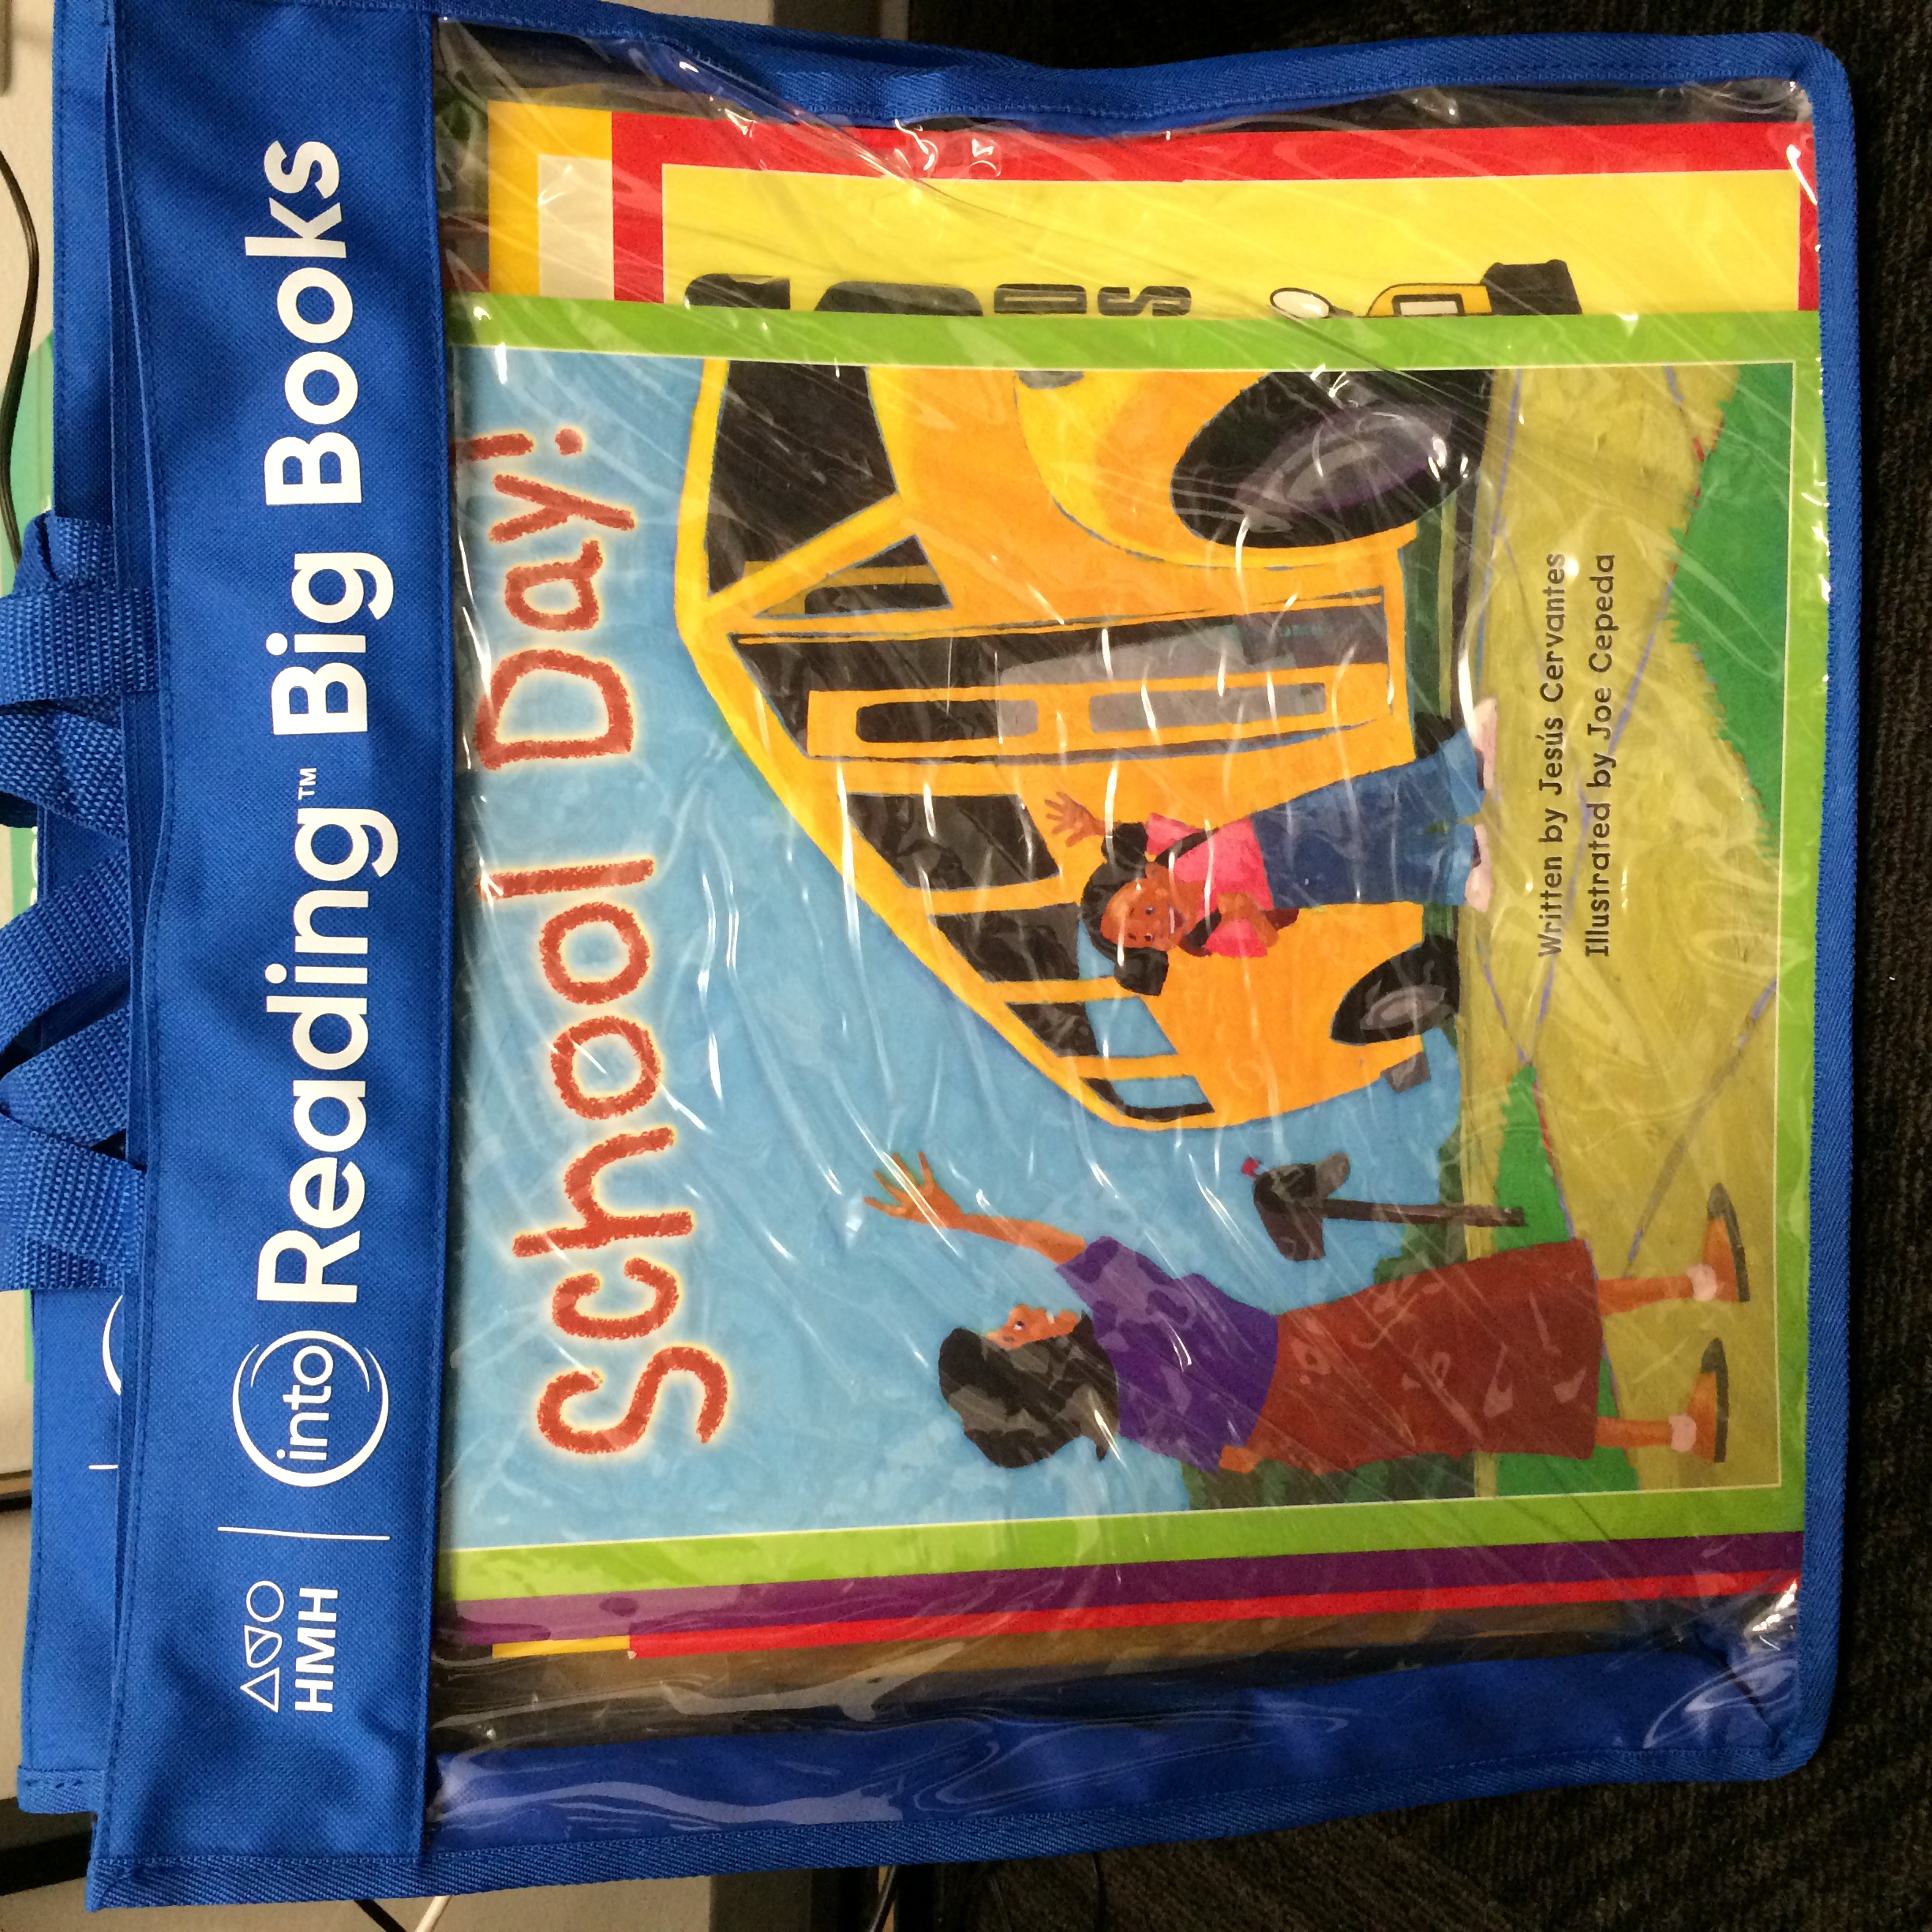 HMH | into Reading™ Big Books
School Day!
Written by Jesús Cervantes
Illustrated by Joe Cepeda